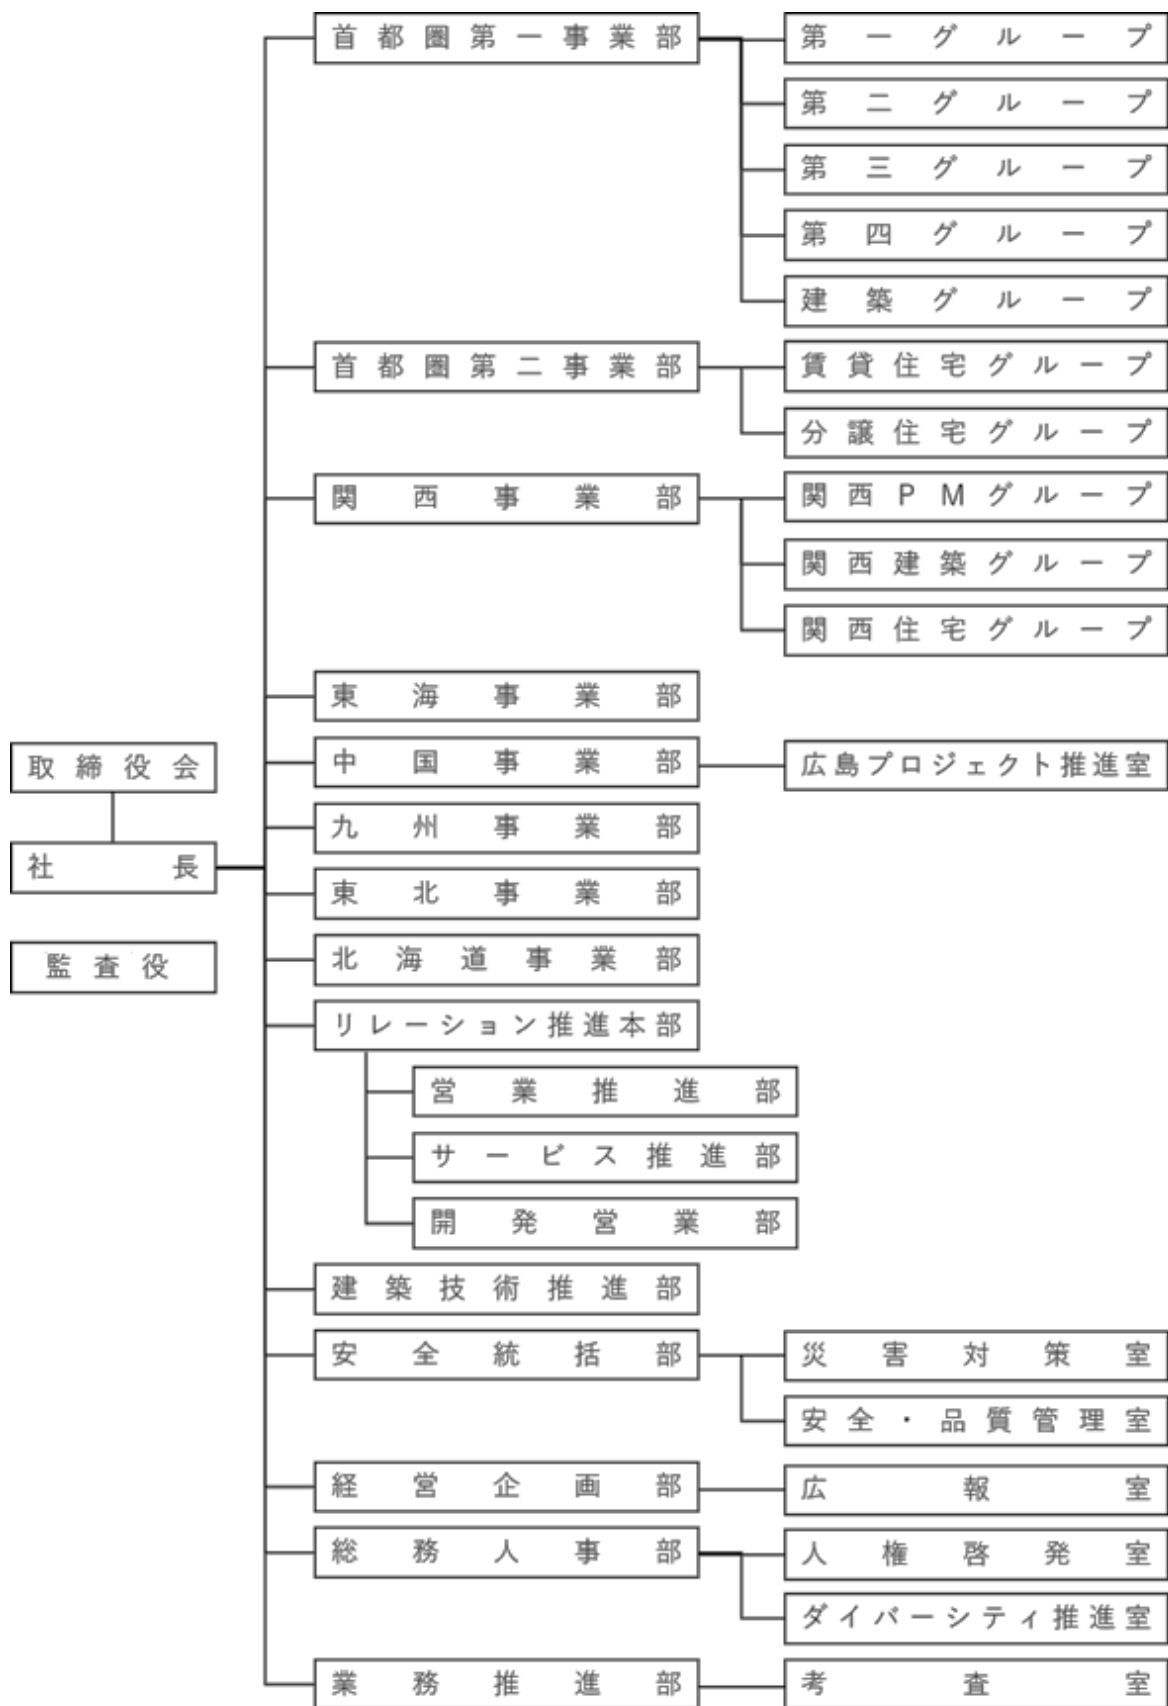 首都圏第一事業部
第一グループ
第二グループ
第三グループ
第四グループ
建築グループ
首都圏第二事業部
賃貸住宅グループ
分譲住宅グループ
関西事業部
関西PMグループ
関西建築グループ
関西住宅グループ
東海事業部
取締役会
中国事業部
広島プロジェクト推進室
九州事業部
社長
東北事業部
監査役
北海道事業部
リレーション推進本部
営業推進部
サービス推進部
開発営業部
建築技術推進部
安全統括部
災害対策室
安全・品質管理室
経営企画部
広報室
総務人事部
人権啓発室
ダイバーシティ推進室
業務推進部
考査室